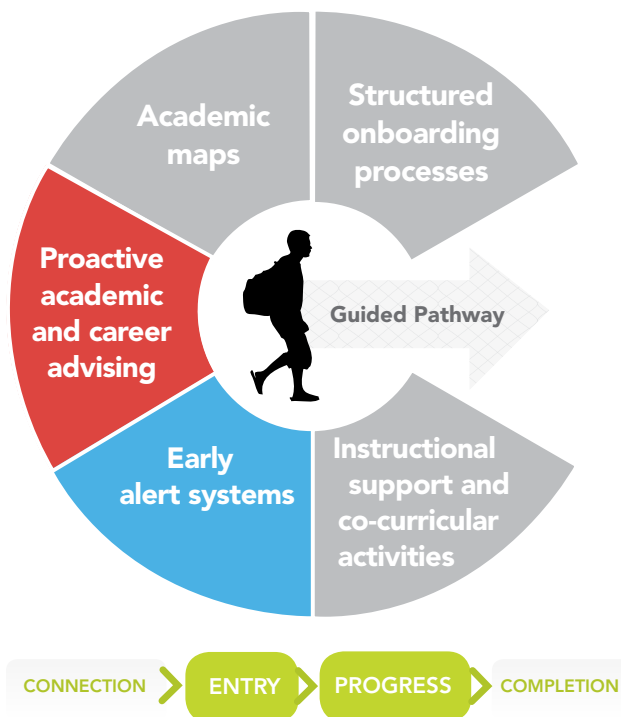 Academic
maps
Structured
onboarding
processes
Proactive
academic
and career
advising
Guided Pathway
Early
alert systems
Instructional
support and
co-curricular
activities
CONNECTION
ENTRY
PROGRESS
COMPLETION